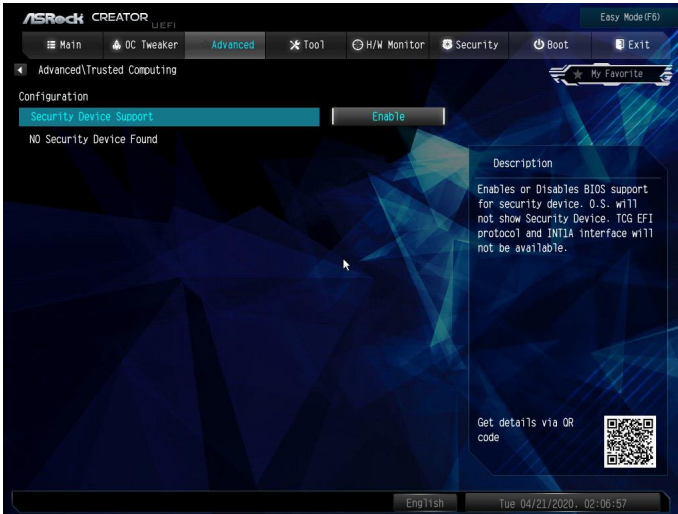 ASRock CREATOR UEFI
Easy Mode(F6)
Main OC Tweaker Advanced Tool H/W Monitor Security Boot Exit
Advanced\Trusted Computing
My Favorite
Configuration
Security Device Support Enable
NO Security Device Found
Description
Enables or Disables BIOS support
for security device. O.S. will
not show Security Device. TCG EFI
protocol and INT1A interface will
not be available.
Get details via QR
code
English
Tue 04/21/2020, 02:06:57